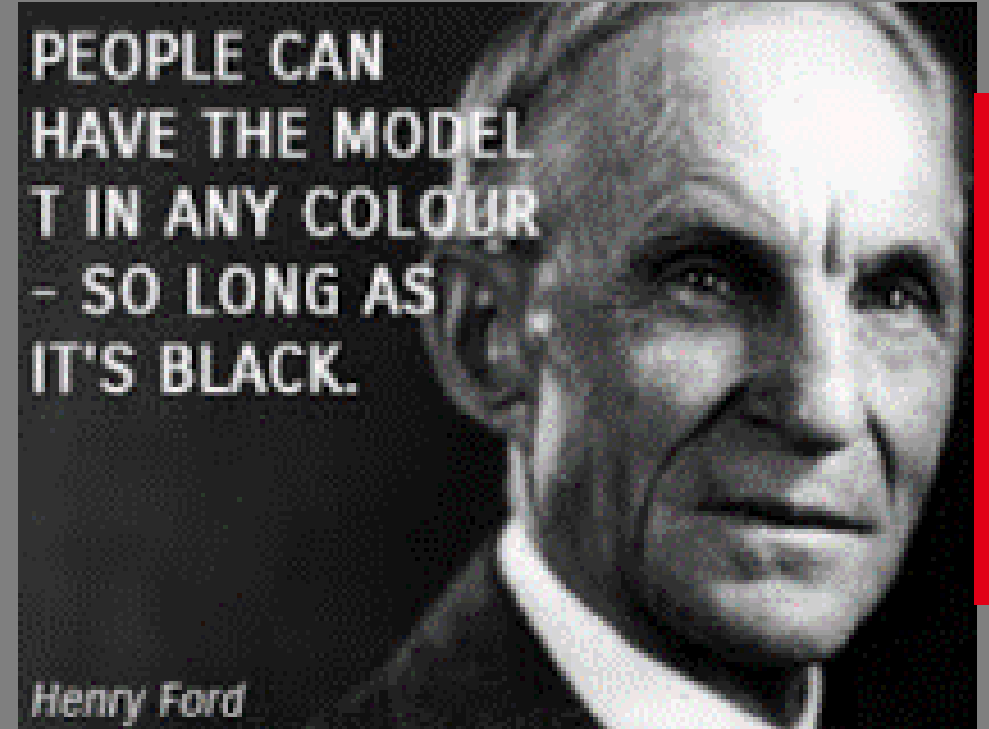 PEOPLE CAN
HAVE THE MODEL
T IN ANY COLOUR
– SO LONG AS
IT'S BLACK.
Henry Ford